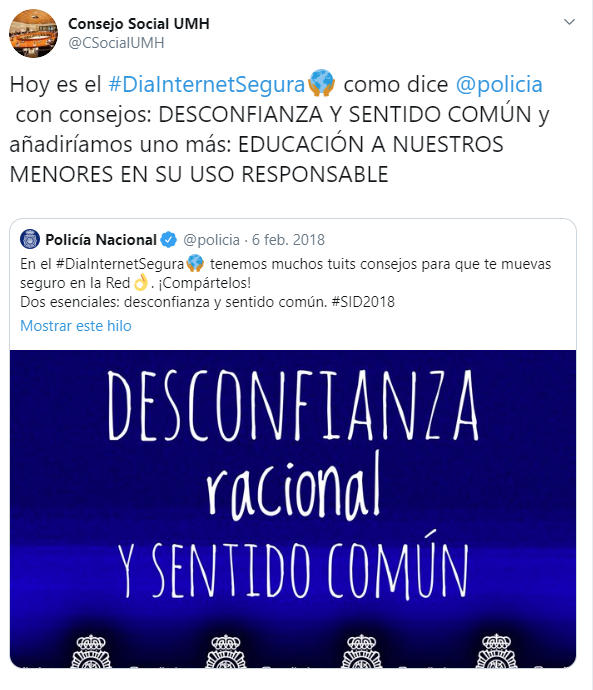 Consejo Social UMH
@CSocialUMH
Hoy es el #DiaInternetSegura como dice @policia
con consejos: DESCONFIANZA Y SENTIDO COMÚN y
añadiríamos uno más: EDUCACIÓN A NUESTROS
MENORES EN SU USO RESPONSABLE
Policía Nacional @policia · 6 feb. 2018
En el #DiaInternetSegura tenemos muchos tuits consejos para que te muevas
seguro en la Red👌. ¡Compártelos!
Dos esenciales: desconfianza y sentido común. #SID2018
Mostrar este hilo
DESCONFIANZA
racional
Y SENTIDO COMÚN